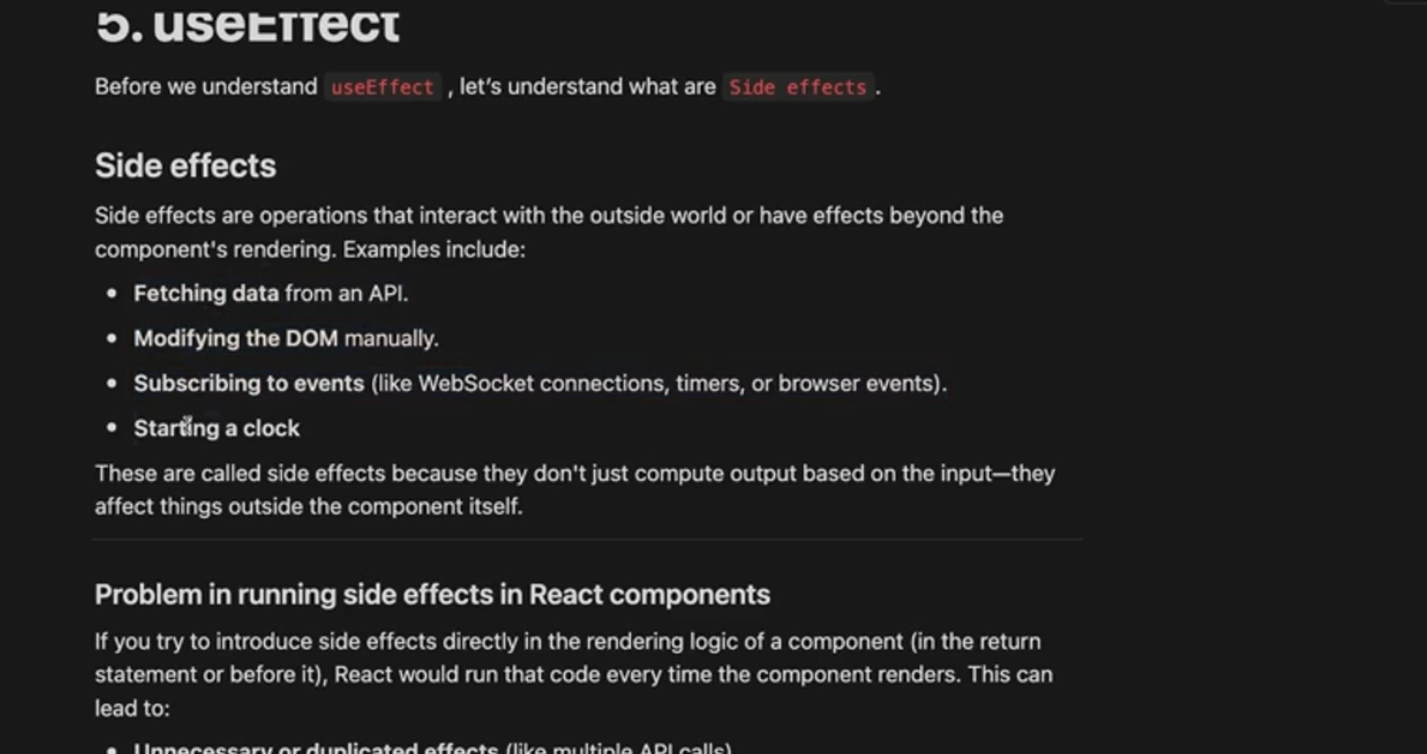 5. useEffect
Before we understand useEffect , let’s understand what are Side effects .
Side effects
Side effects are operations that interact with the outside world or have effects beyond the
component's rendering. Examples include:
• Fetching data from an API.
• Modifying the DOM manually.
• Subscribing to events (like WebSocket connections, timers, or browser events).
• Starting a clock
These are called side effects because they don't just compute output based on the input—they
affect things outside the component itself.
Problem in running side effects in React components
If you try to introduce side effects directly in the rendering logic of a component (in the return
statement or before it), React would run that code every time the component renders. This can
lead to:
• Unnecessary or duplicated effects (like multiple API calls)